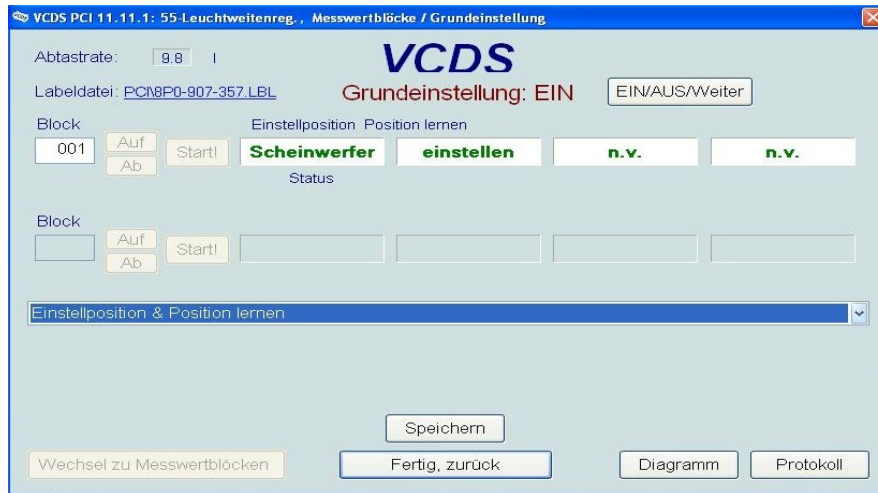 VCDS PCI 11.11.1: 55-Leuchtweitenreg., Messwertblöcke / Grundeinstellung
Abtastrate: 9.8 I
VCDS
Labeldatei: PCI\8P0-907-357.LBL
Grundeinstellung: EIN
EIN/AUS/Weiter
Block
Einstellposition Position lernen
001 Auf Ab Start! Scheinwerfer einstellen n.v. n.v.
Status
Block
Auf Ab Start!
Einstellposition & Position lernen
Speichern
Wechsel zu Messwertblöcken Fertig, zurück Diagramm Protokoll